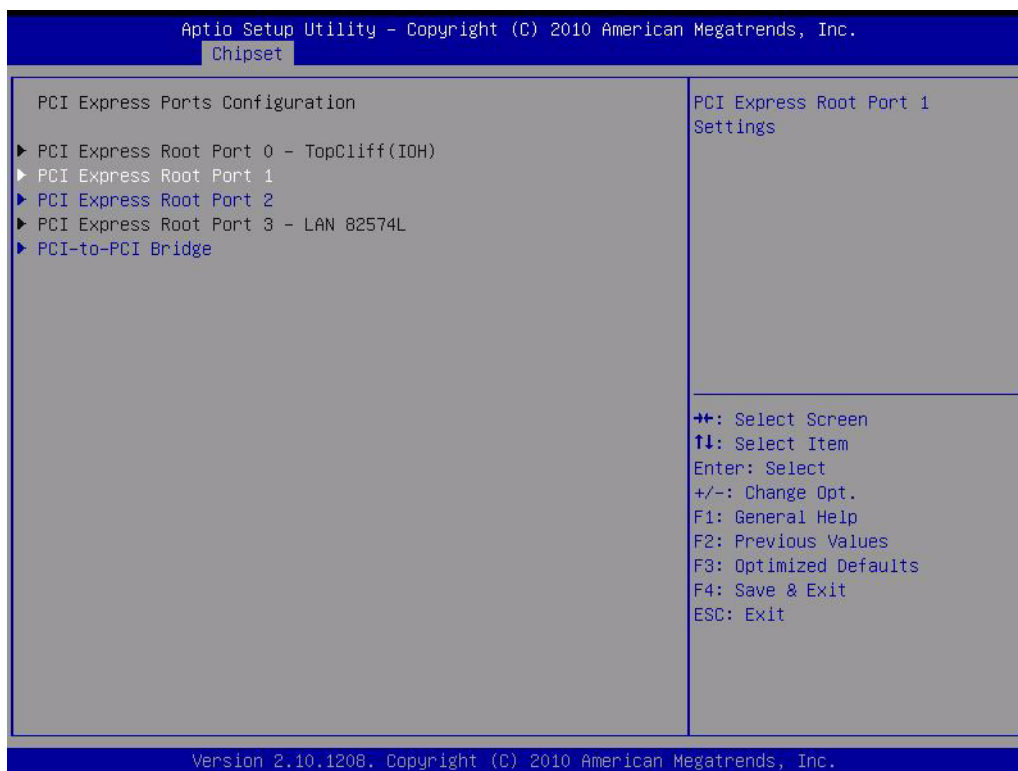 Aptio Setup Utility – Copyright (C) 2010 American Megatrends, Inc.
Chipset
PCI Express Ports Configuration
▶ PCI Express Root Port 0 – TopCliff(IOH)
▶ PCI Express Root Port 1
▶ PCI Express Root Port 2
▶ PCI Express Root Port 3 – LAN 82574L
▶ PCI-to-PCI Bridge
PCI Express Root Port 1
Settings
→←: Select Screen
↑↓: Select Item
Enter: Select
+/-: Change Opt.
F1: General Help
F2: Previous Values
F3: Optimized Defaults
F4: Save & Exit
ESC: Exit
Version 2.10.1208. Copyright (C) 2010 American Megatrends, Inc.